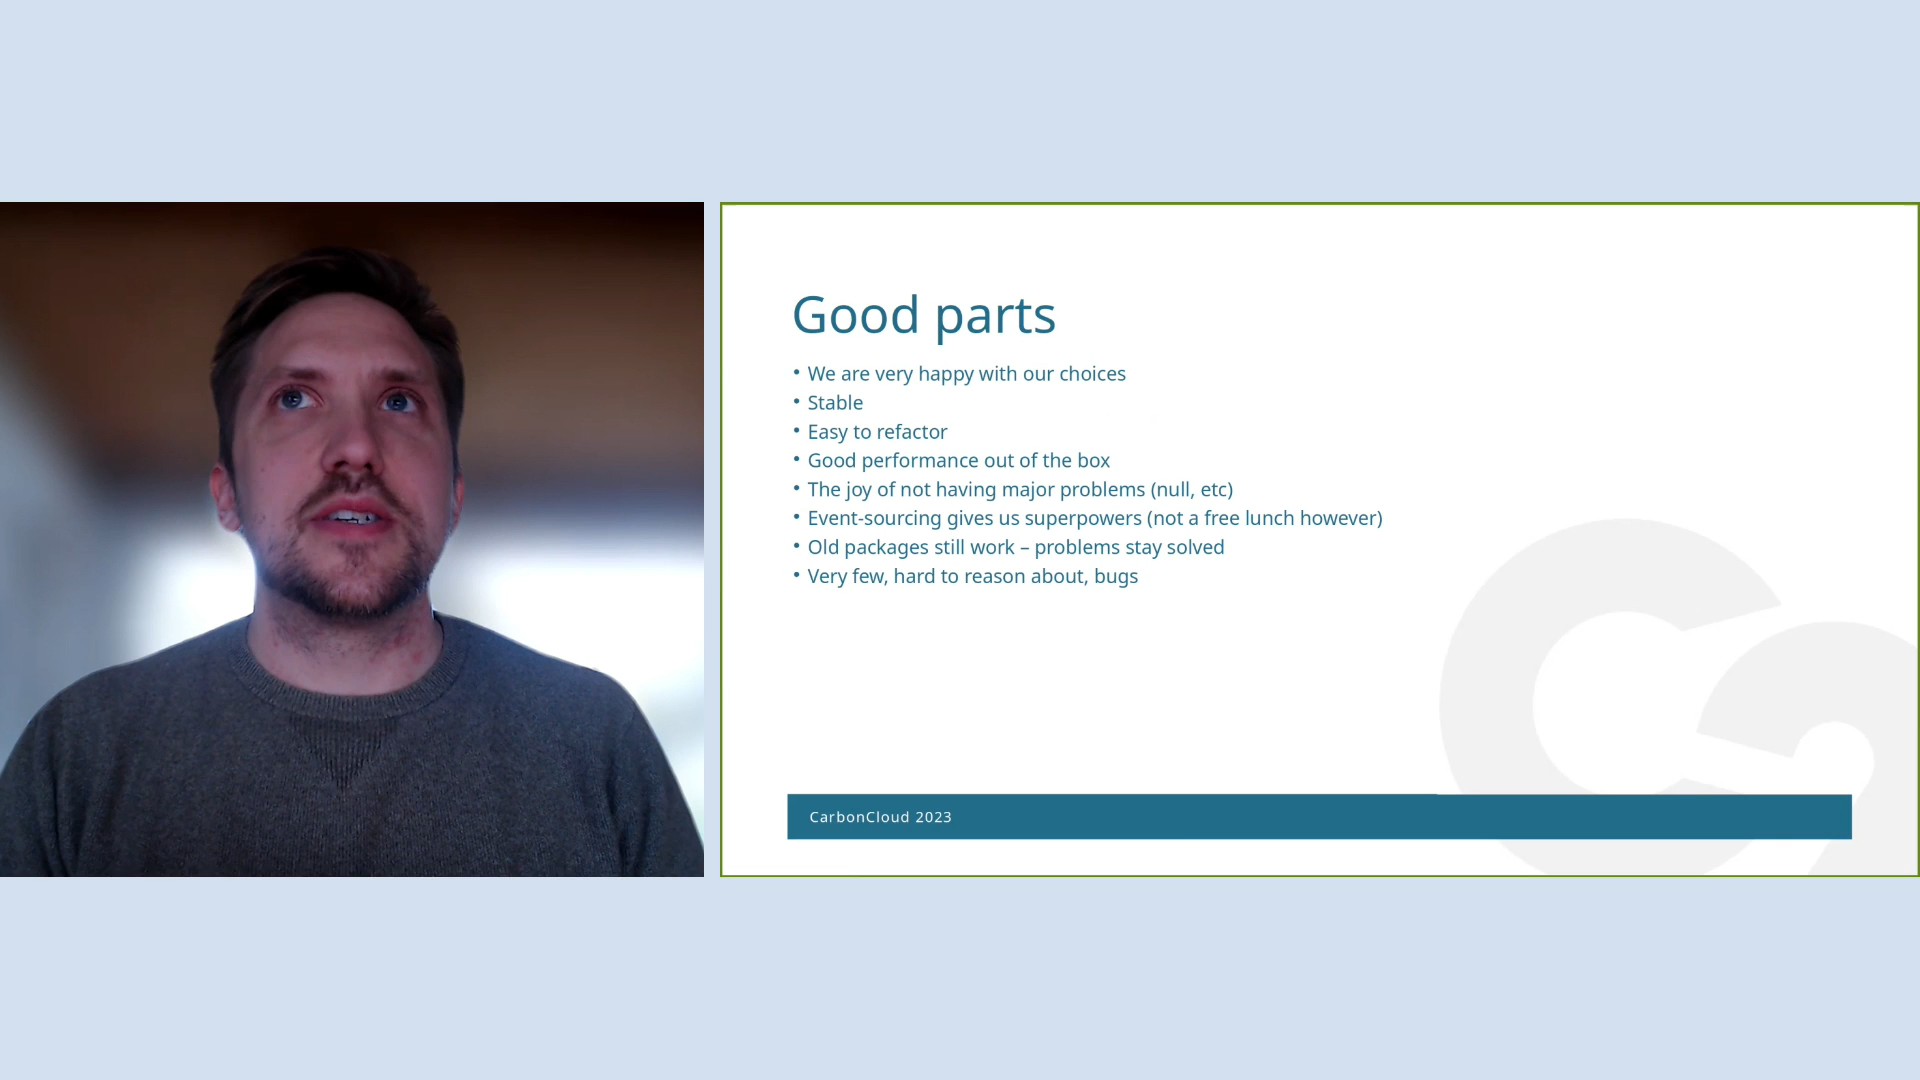 Good parts
• We are very happy with our choices
• Stable
• Easy to refactor
• Good performance out of the box
• The joy of not having major problems (null, etc)
• Event-sourcing gives us superpowers (not a free lunch however)
• Old packages still work – problems stay solved
• Very few, hard to reason about, bugs
CarbonCloud 2023